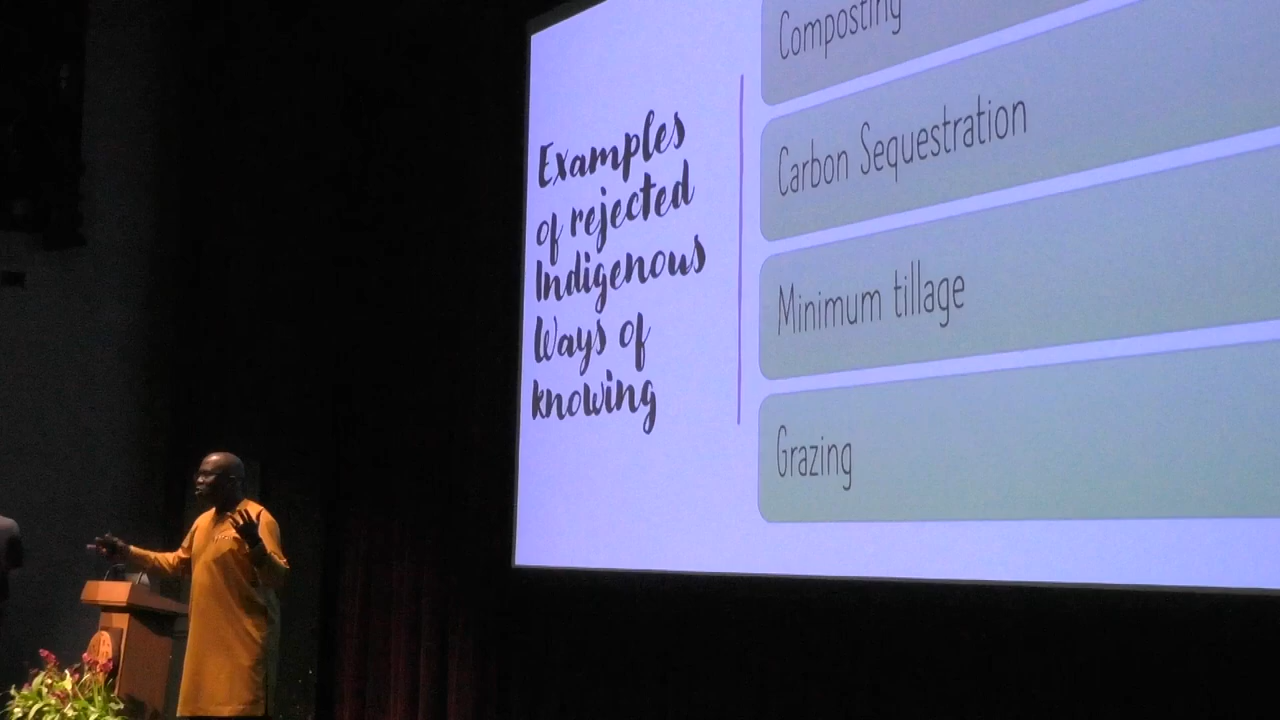 Examples
of rejected
Indigenous
Ways of
knowing
Composting
Carbon Sequestration
Minimum tillage
Grazing